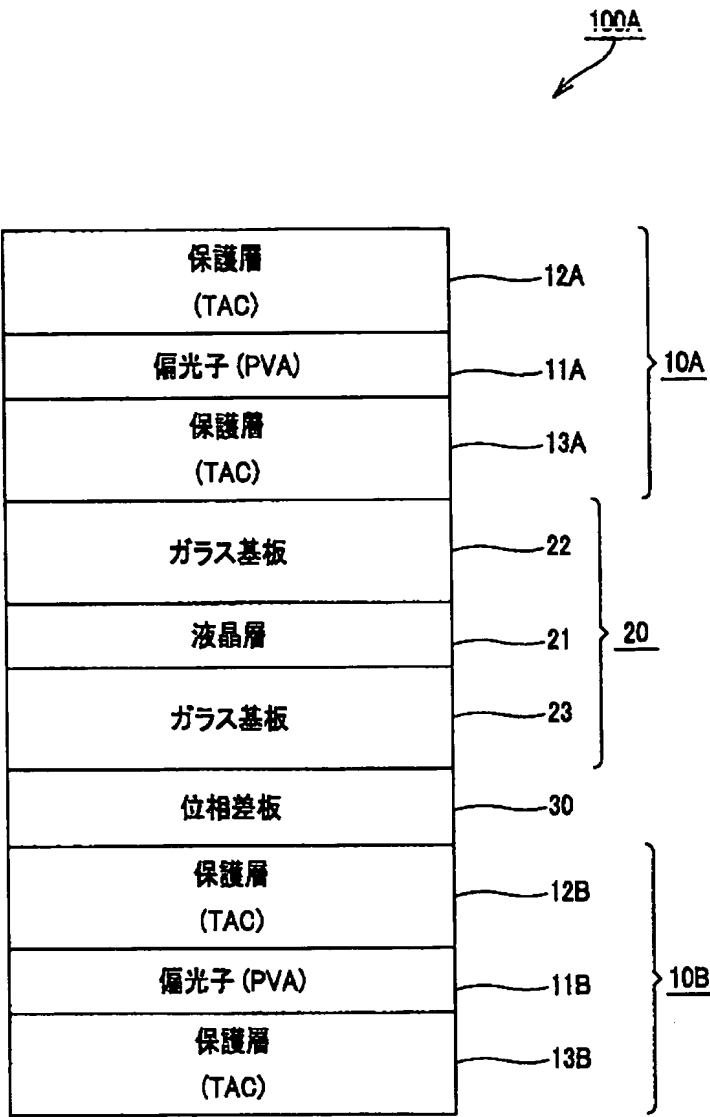 100A
保護層
(TAC)
12A
偏光子(PVA)
11A
10A
保護層
(TAC)
13A
ガラス基板
22
液晶層
21
20
ガラス基板
23
位相差板
30
保護層
(TAC)
12B
偏光子(PVA)
11B
10B
保護層
(TAC)
13B